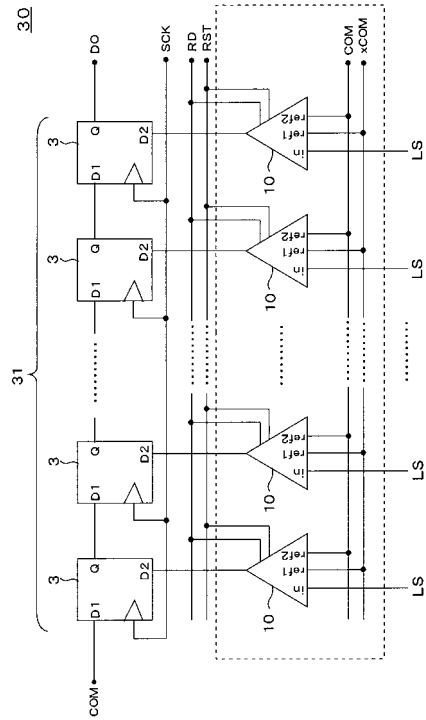 30
31
COM
D1 Q
D2
3
D1 Q
D2
3
D1 Q
D2
3
D1 Q
D2
3
DO
SCK
RD
RST
10
in ref1 ref2
10
in ref1 ref2
10
in ref1 ref2
10
in ref1 ref2
COM
xCOM
LS
LS
LS
LS